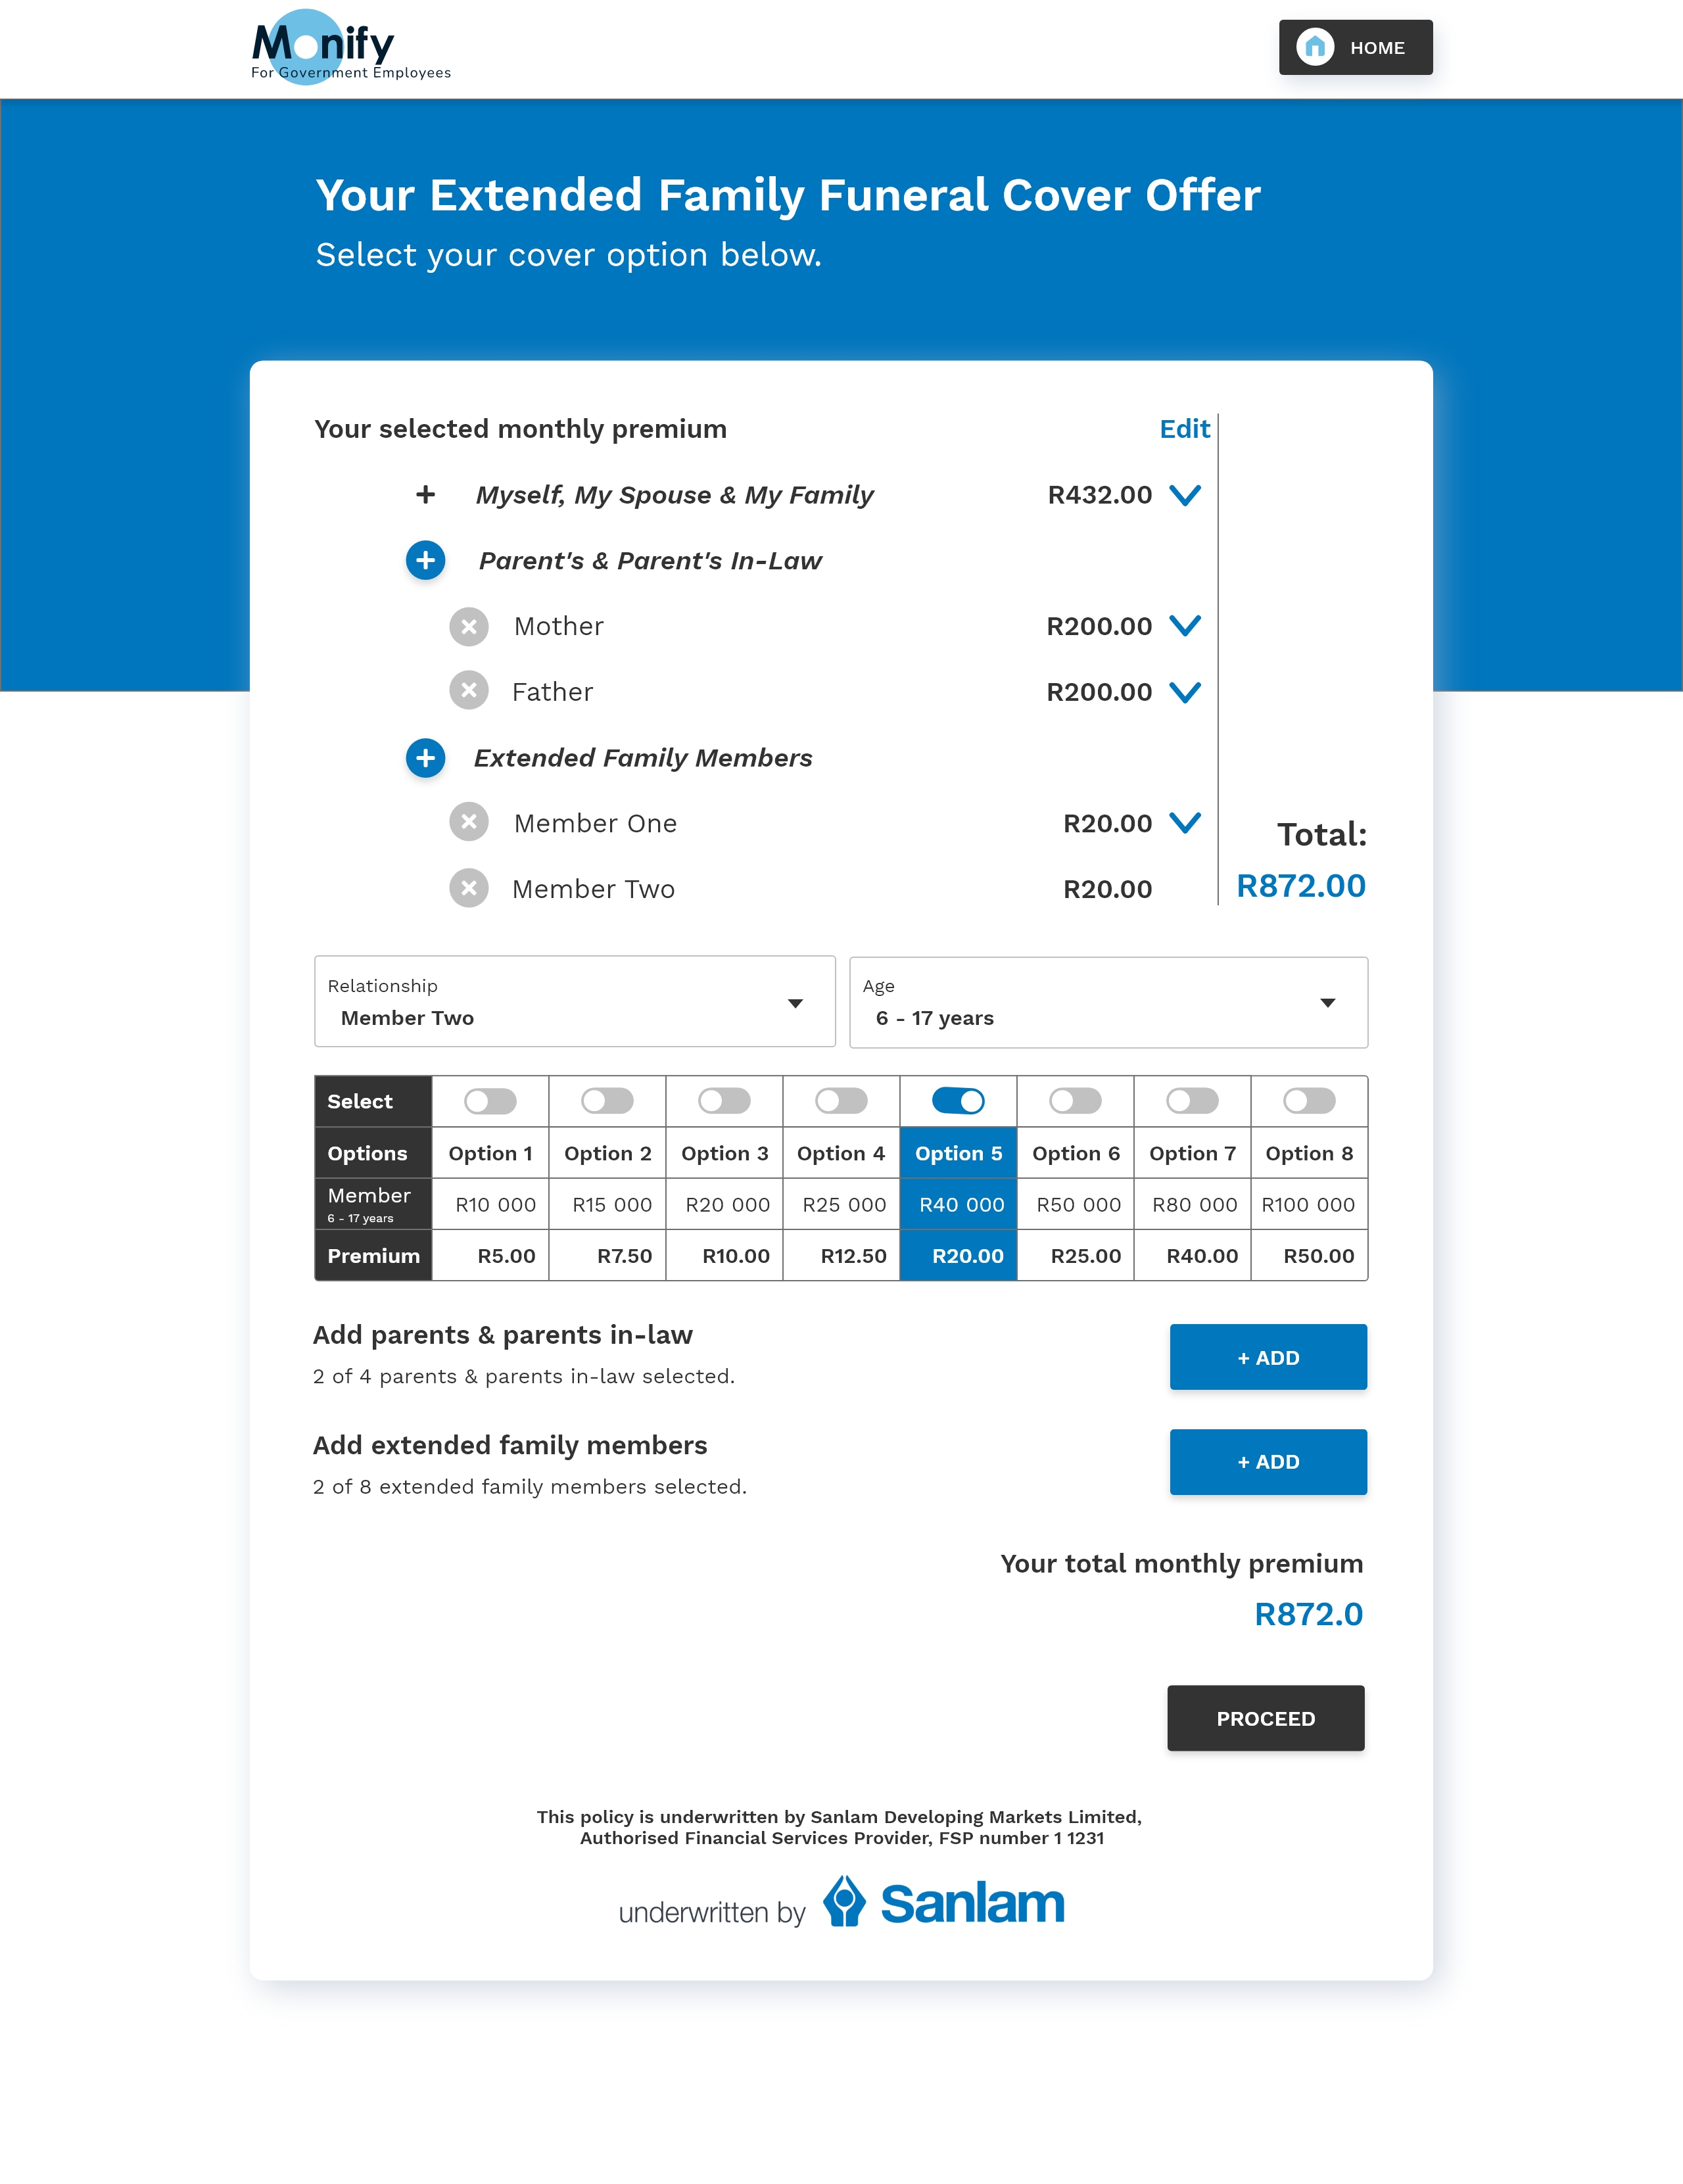 Monify
For Government Employees
HOME
Your Extended Family Funeral Cover Offer
Select your cover option below.
Your selected monthly premium Edit
+ Myself, My Spouse & My Family R432.00
+ Parent's & Parent's In-Law
Mother R200.00
Father R200.00
+ Extended Family Members
Member One R20.00
Member Two R20.00
Total:
R872.00
Relationship
Member Two
Age
6 - 17 years
Select
Options Option 1 Option 2 Option 3 Option 4 Option 5 Option 6 Option 7 Option 8
Member R10 000 R15 000 R20 000 R25 000 R40 000 R50 000 R80 000 R100 000
6 - 17 years
Premium R5.00 R7.50 R10.00 R12.50 R20.00 R25.00 R40.00 R50.00
Add parents & parents in-law
2 of 4 parents & parents in-law selected.
+ ADD
Add extended family members
2 of 8 extended family members selected.
+ ADD
Your total monthly premium
R872.0
PROCEED
This policy is underwritten by Sanlam Developing Markets Limited,
Authorised Financial Services Provider, FSP number 1 1231
underwritten by Sanlam